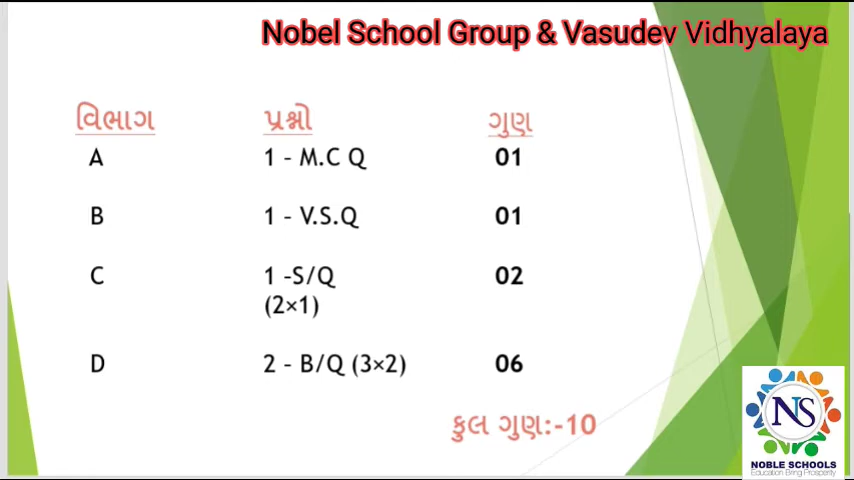 Nobel School Group & Vasudev Vidhyalaya
વિભાગ પ્રશ્નો ગુણ
A 1 - M.C Q 01
B 1 - V.S.Q 01
C 1 -S/Q 02
(2×1)
D 2 - B/Q (3×2) 06
કુલ ગુણ:-10
NS
NOBLE SCHOOLS
Education Bring Prosperity